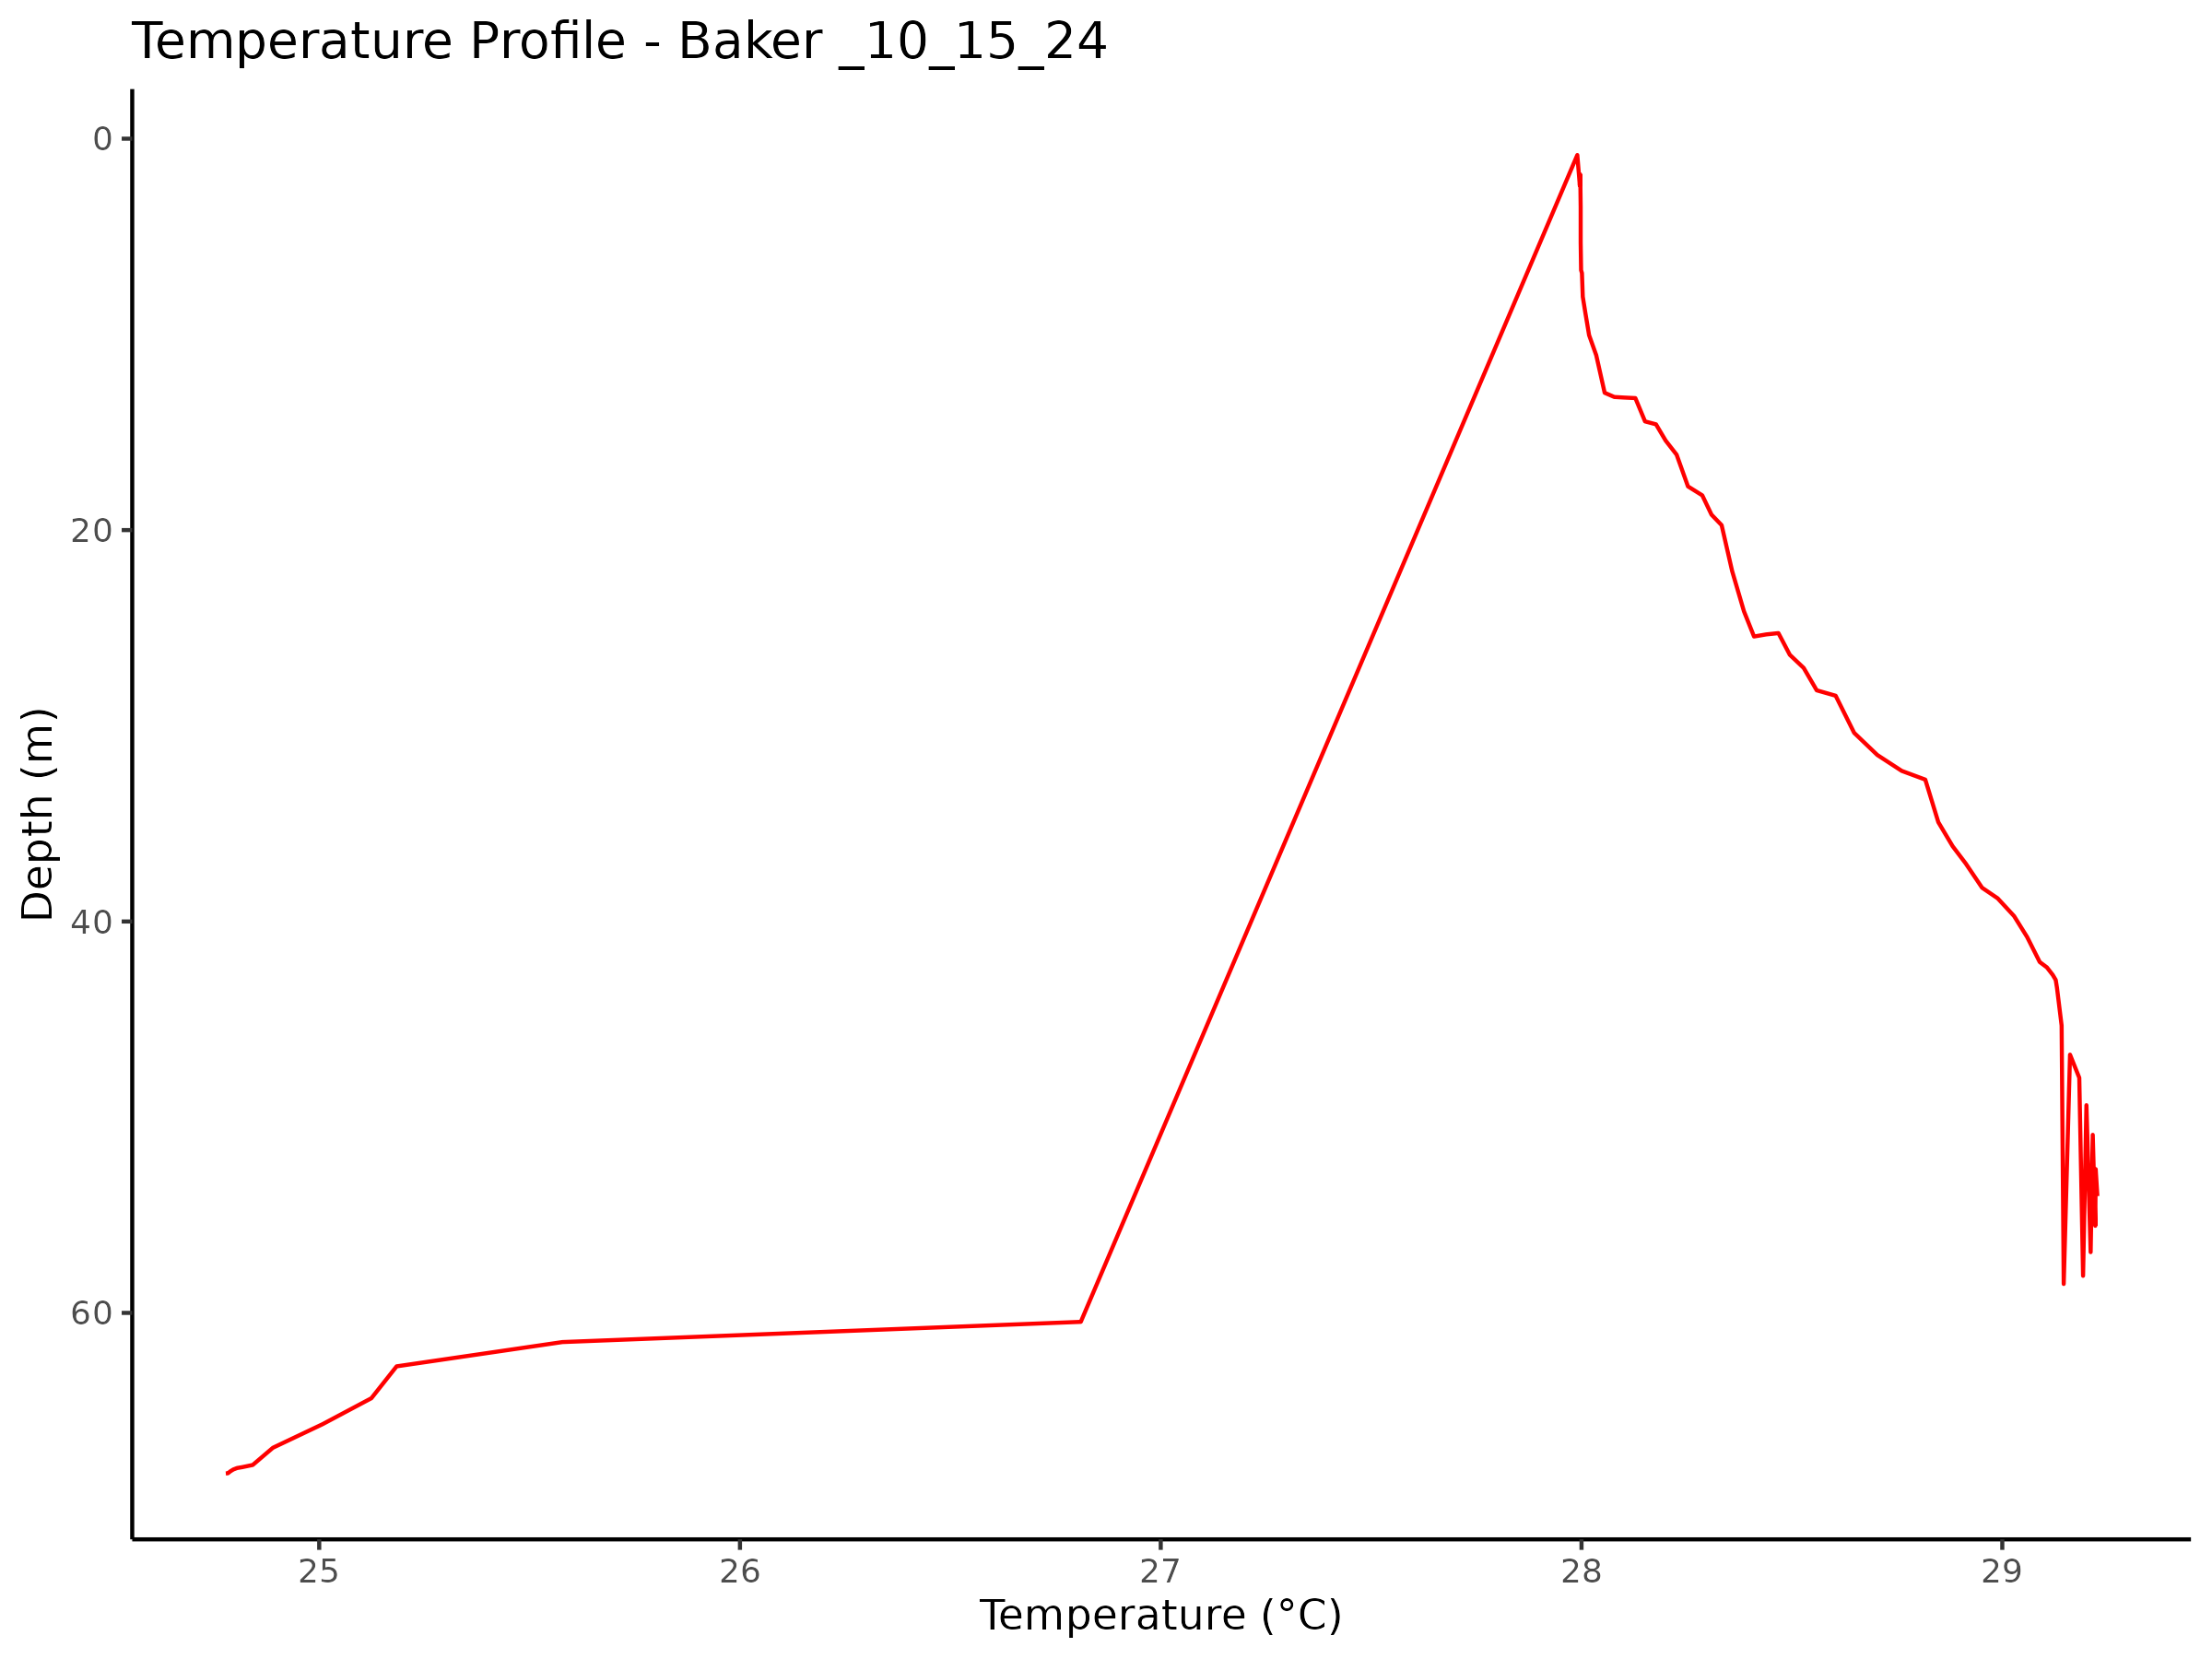 Temperature Profile - Baker _10_15_24
0
20
40
60
Depth (m)
25 26 27 28 29
Temperature (°C)